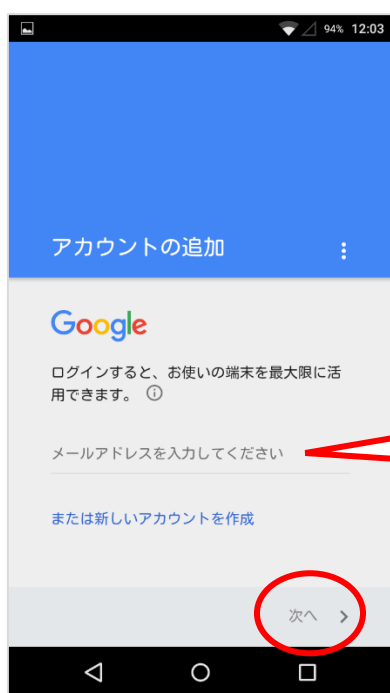 94% 12:03
アカウントの追加
Google
ログインすると、お使いの端末を最大限に活
用できます。
メールアドレスを入力してください
または新しいアカウントを作成
次へ